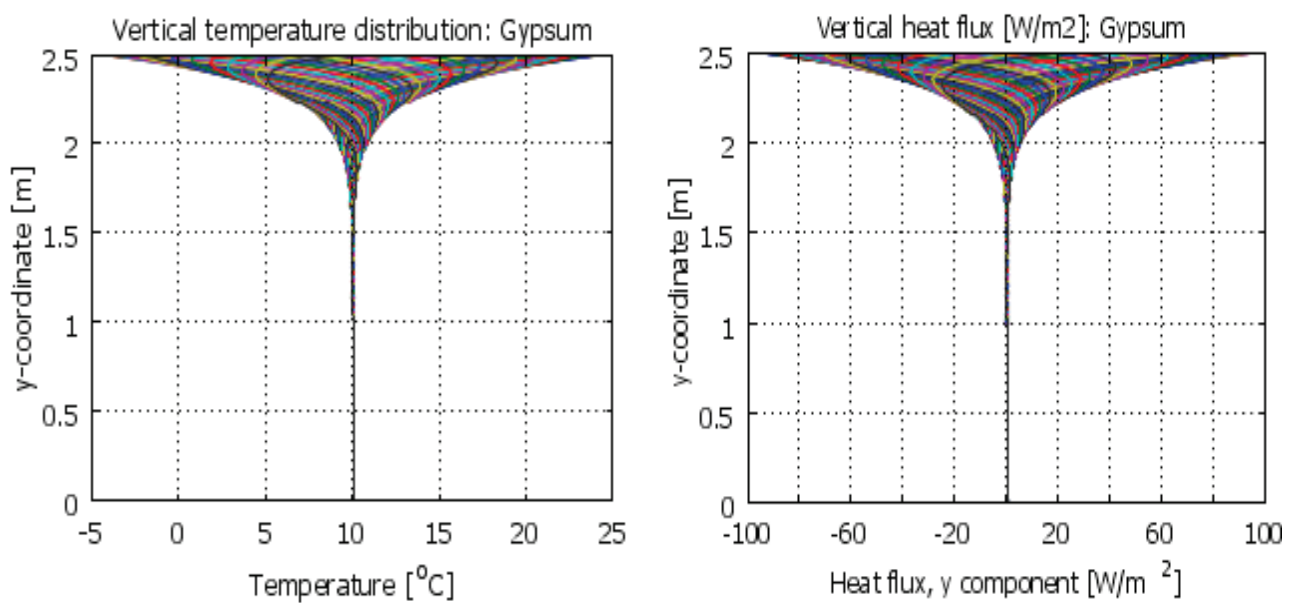 Vertical temperature distribution: Gypsum
2.5
2
1.5
1
0.5
0
y-coordinate [m]
-5 0 5 10 15 20 25
Temperature [°C]
Vertical heat flux [W/m2]: Gypsum
2.5
2
1.5
1
0.5
0
y-coordinate [m]
-100 -60 -20 20 60 100
Heat flux, y component [W/m ²]